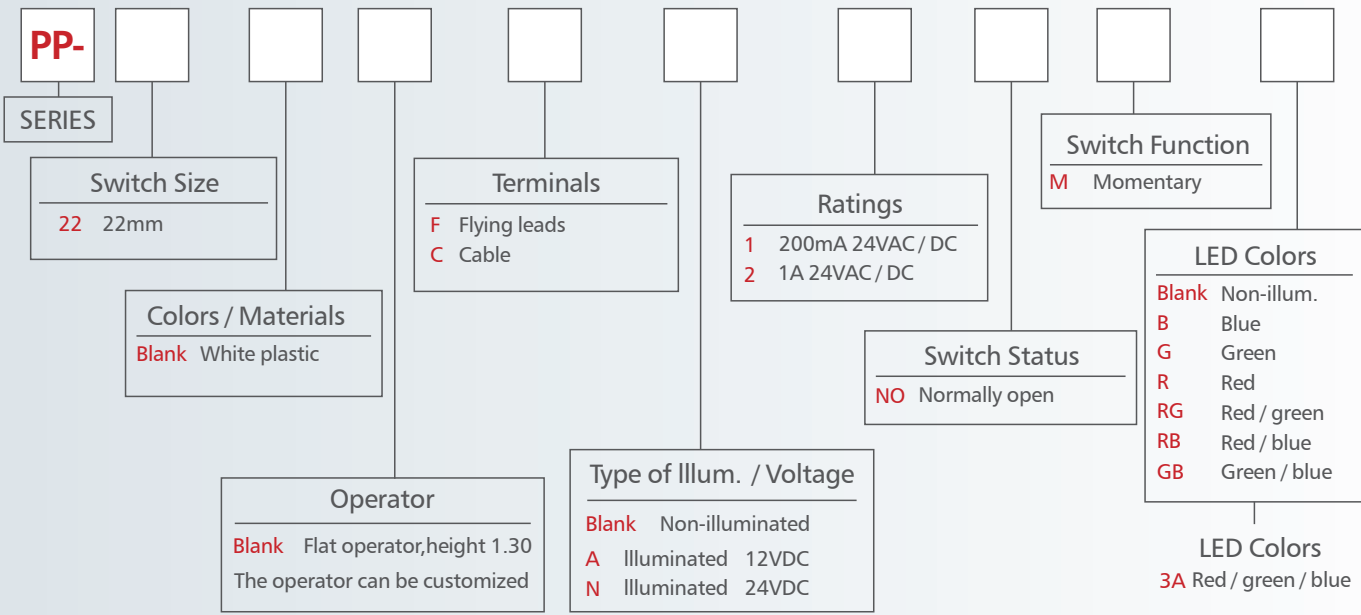 PP-
SERIES
Switch Size
22 22mm
Colors / Materials
Blank White plastic
Operator
Blank Flat operator,height 1.30
The operator can be customized
Terminals
F Flying leads
C Cable
Type of lllum. / Voltage
Blank Non-illuminated
A llluminated 12VDC
N llluminated 24VDC
Ratings
1 200mA 24VAC / DC
2 1A 24VAC / DC
Switch Status
NO Normally open
Switch Function
M Momentary
LED Colors
Blank Non-illum.
B Blue
G Green
R Red
RG Red / green
RB Red / blue
GB Green / blue
LED Colors
3A Red / green / blue